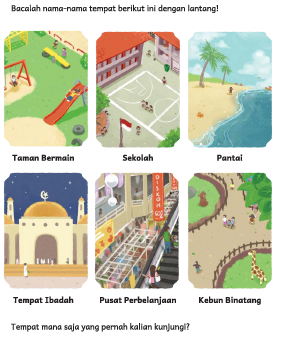 Bacalah nama-nama tempat berikut ini dengan lantang!
Taman Bermain
Sekolah
Pantai
DISKON
Tempat Ibadah
Pusat Perbelanjaan
Kebun Binatang
Tempat mana saja yang pernah kalian kunjungi?